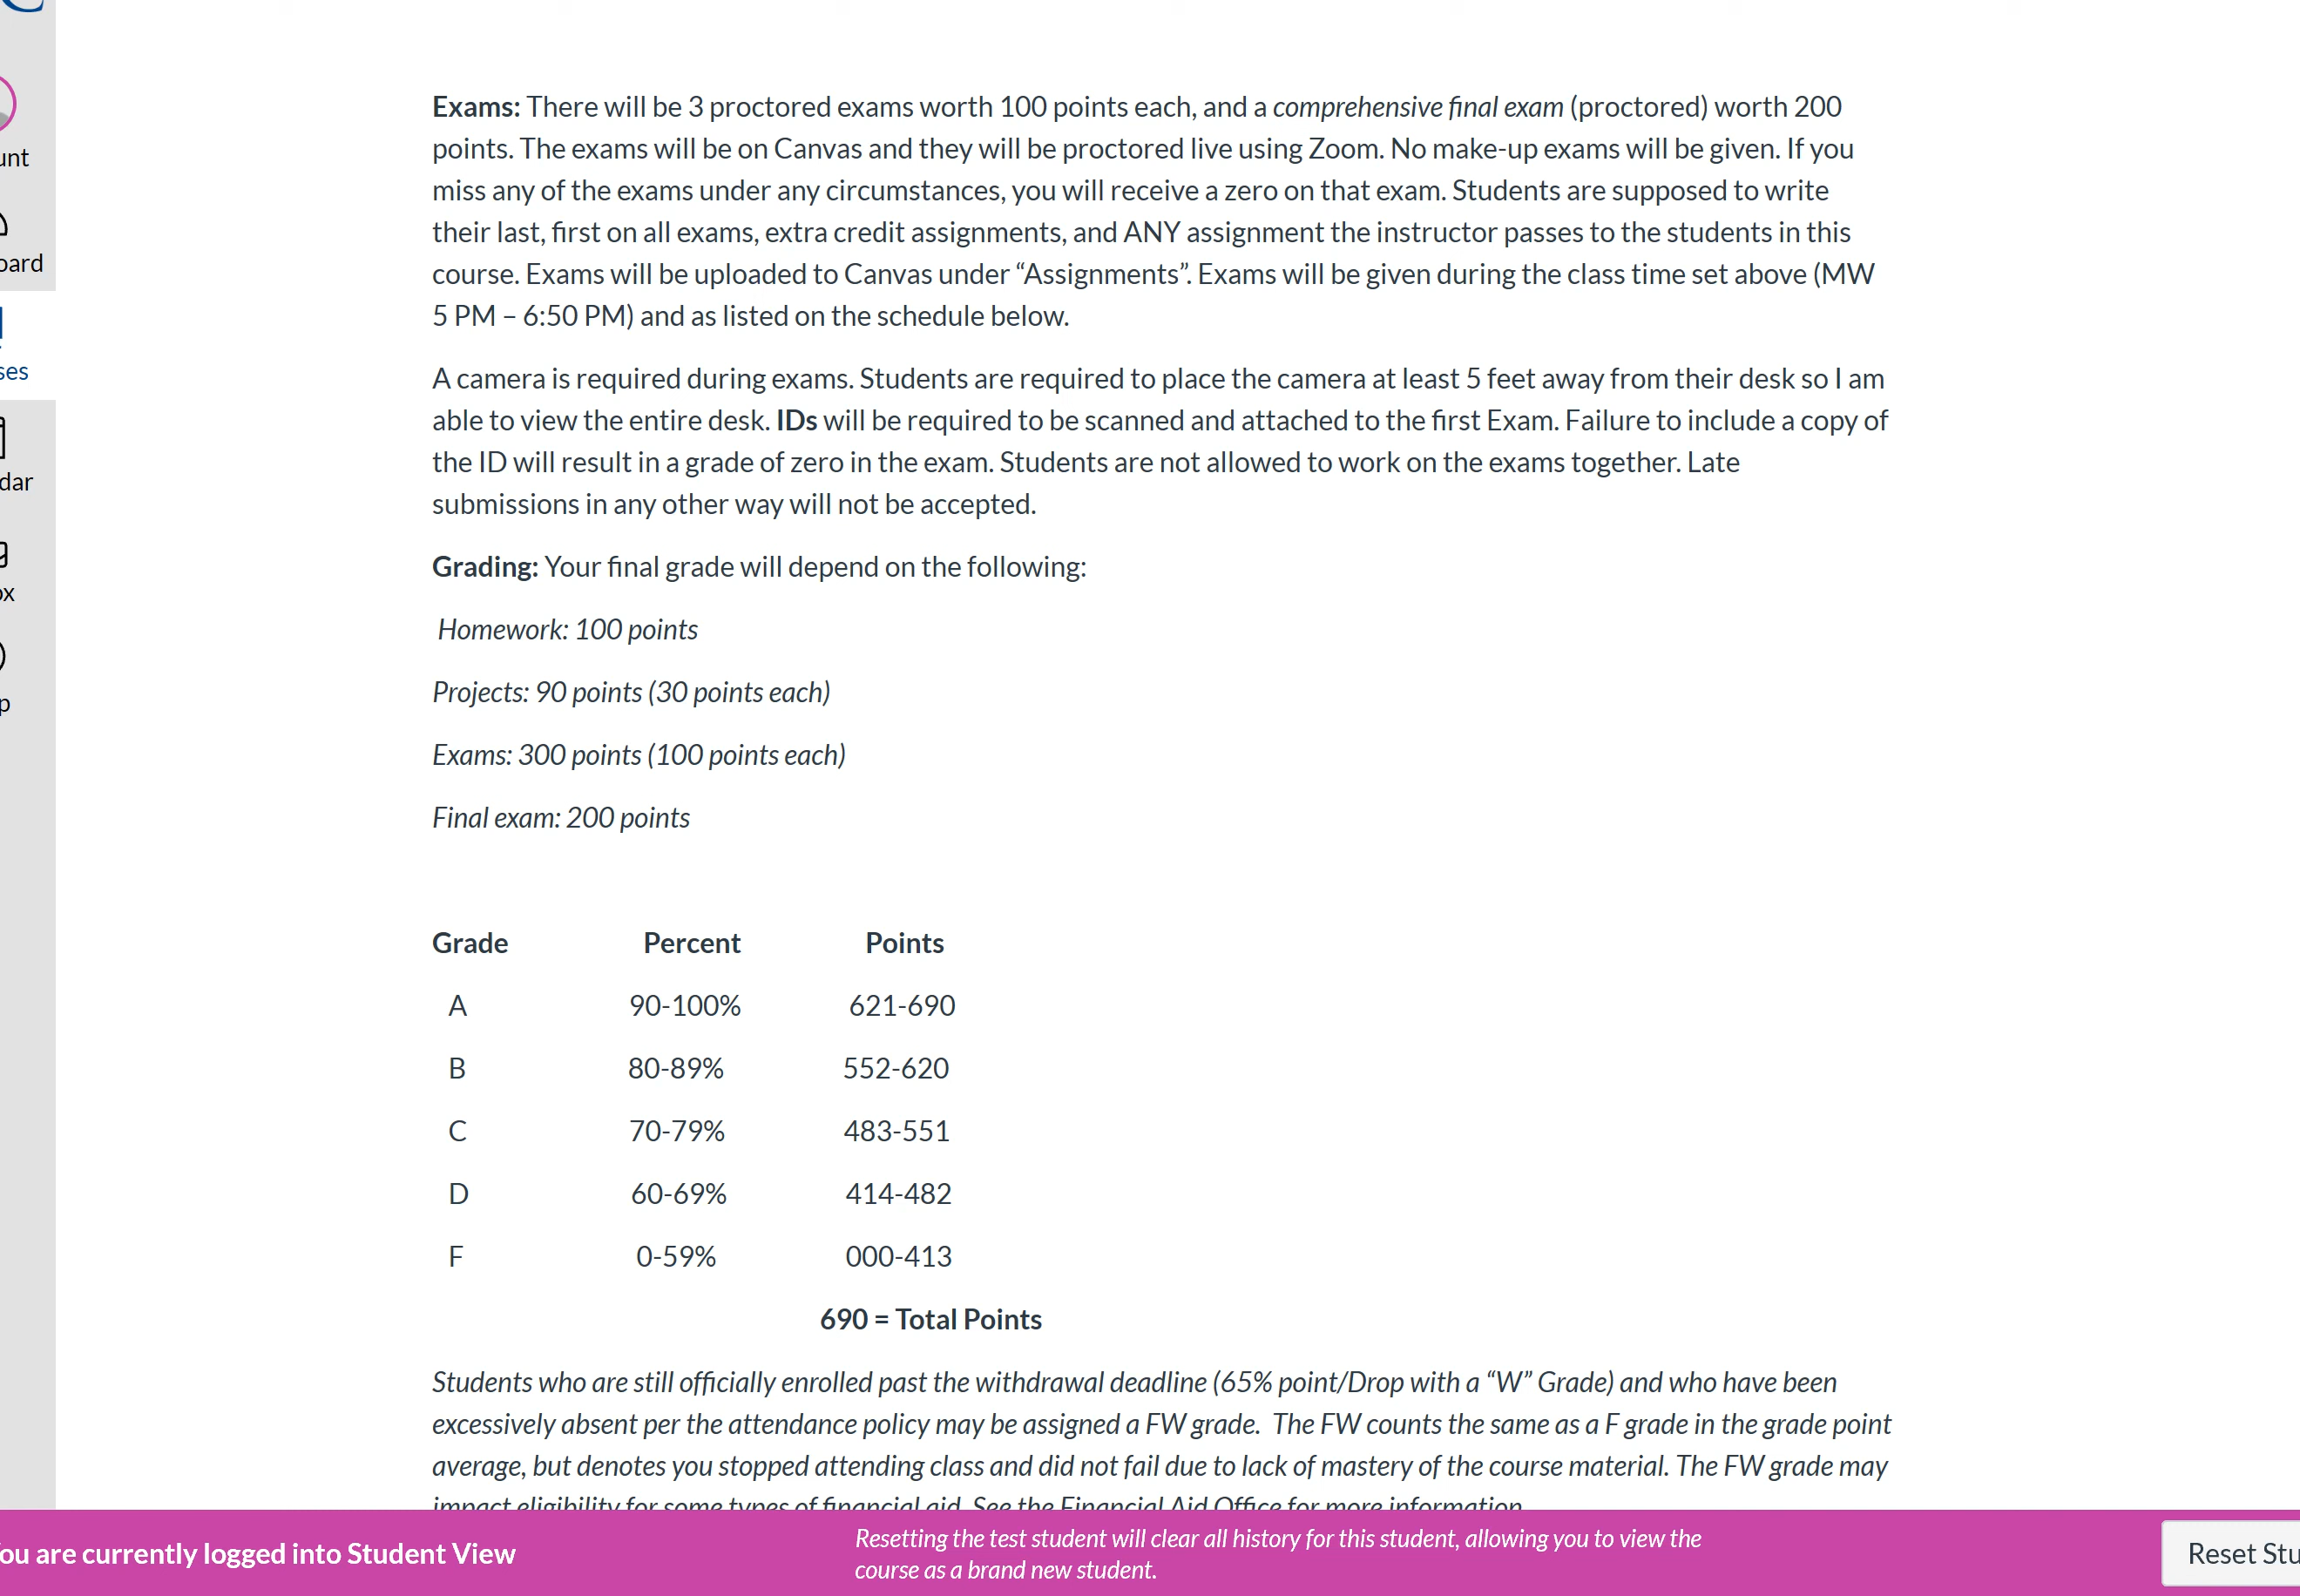 unt
oard
ses
dar
ox
p
Exams: There will be 3 proctored exams worth 100 points each, and a comprehensive final exam (proctored) worth 200
points. The exams will be on Canvas and they will be proctored live using Zoom. No make-up exams will be given. If you
miss any of the exams under any circumstances, you will receive a zero on that exam. Students are supposed to write
their last, first on all exams, extra credit assignments, and ANY assignment the instructor passes to the students in this
course. Exams will be uploaded to Canvas under “Assignments”. Exams will be given during the class time set above (MW
5 PM – 6:50 PM) and as listed on the schedule below.
A camera is required during exams. Students are required to place the camera at least 5 feet away from their desk so I am
able to view the entire desk. IDs will be required to be scanned and attached to the first Exam. Failure to include a copy of
the ID will result in a grade of zero in the exam. Students are not allowed to work on the exams together. Late
submissions in any other way will not be accepted.
Grading: Your final grade will depend on the following:
Homework: 100 points
Projects: 90 points (30 points each)
Exams: 300 points (100 points each)
Final exam: 200 points
Grade Percent Points
A 90-100% 621-690
B 80-89% 552-620
C 70-79% 483-551
D 60-69% 414-482
F 0-59% 000-413
690 = Total Points
Students who are still officially enrolled past the withdrawal deadline (65% point/Drop with a “W” Grade) and who have been
excessively absent per the attendance policy may be assigned a FW grade. The FW counts the same as a F grade in the grade point
average, but denotes you stopped attending class and did not fail due to lack of mastery of the course material. The FW grade may
impact eligibility for some types of financial aid. See the Financial Aid Office for more information.
ou are currently logged into Student View
Resetting the test student will clear all history for this student, allowing you to view the
course as a brand new student.
Reset Stu